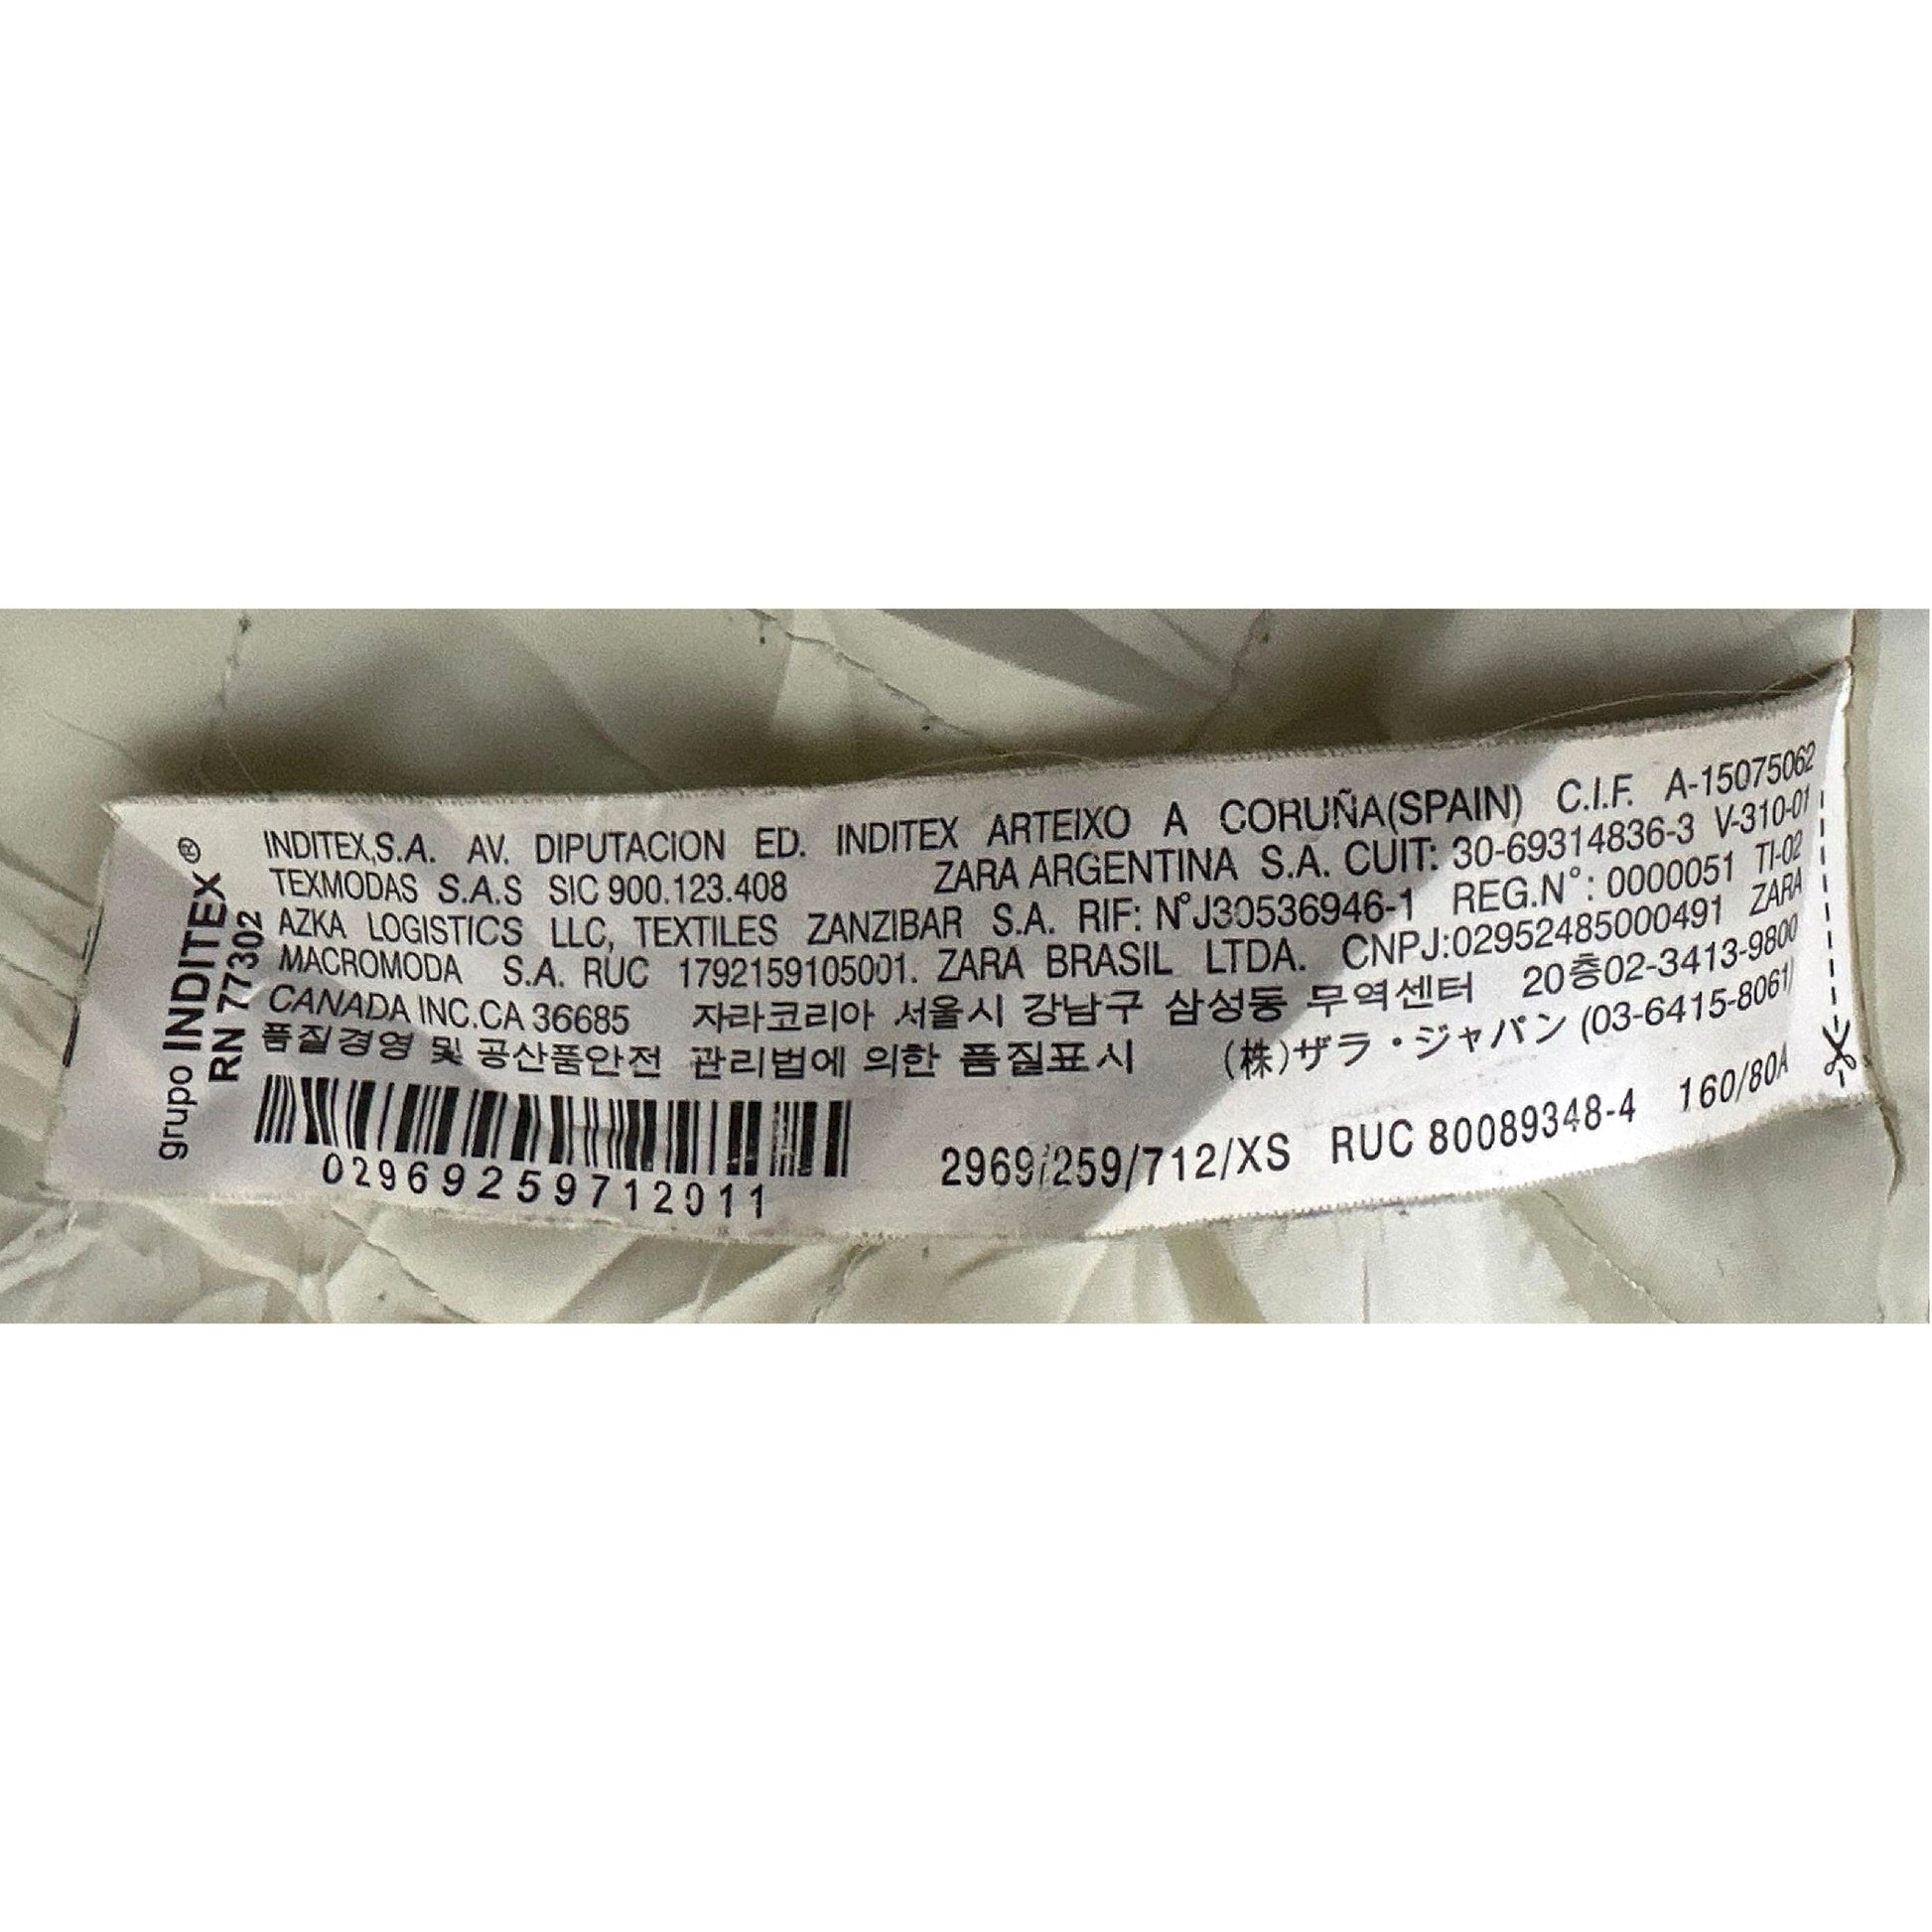 grupo INDITEX®
RN 77302
INDITEX,S.A. AV. DIPUTACION ED. INDITEX ARTEIXO A CORUÑA(SPAIN) C.I.F. A-15075062
TEXMODAS S.A.S SIC 900.123.408 ZARA ARGENTINA S.A. CUIT: 30-69314836-3 V-310-01
AZKA LOGISTICS LLC, TEXTILES ZANZIBAR S.A. RIF: N°J30536946-1 REG.N°: 0000051 TI-02
MACROMODA S.A. RUC 1792159105001. ZARA BRASIL LTDA. CNPJ:02952485000491 ZARA
CANADA INC.CA 36685 자라코리아 서울시 강남구 삼성동 무역센터 20층02-3413-9800
품질경영 및 공산품안전 관리법에 의한 품질표시 (株)ザラ・ジャパン (03-6415-8061)
02969259712011
2969/259/712/XS RUC 80089348-4 160/80A